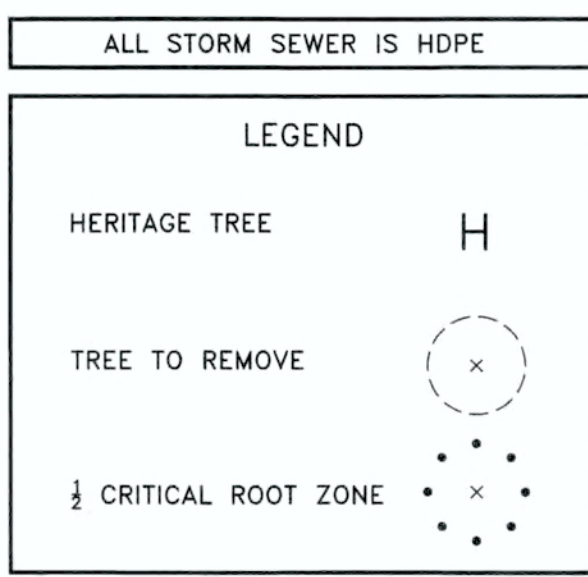 ALL STORM SEWER IS HDPE
LEGEND
HERITAGE TREE H
TREE TO REMOVE
½ CRITICAL ROOT ZONE